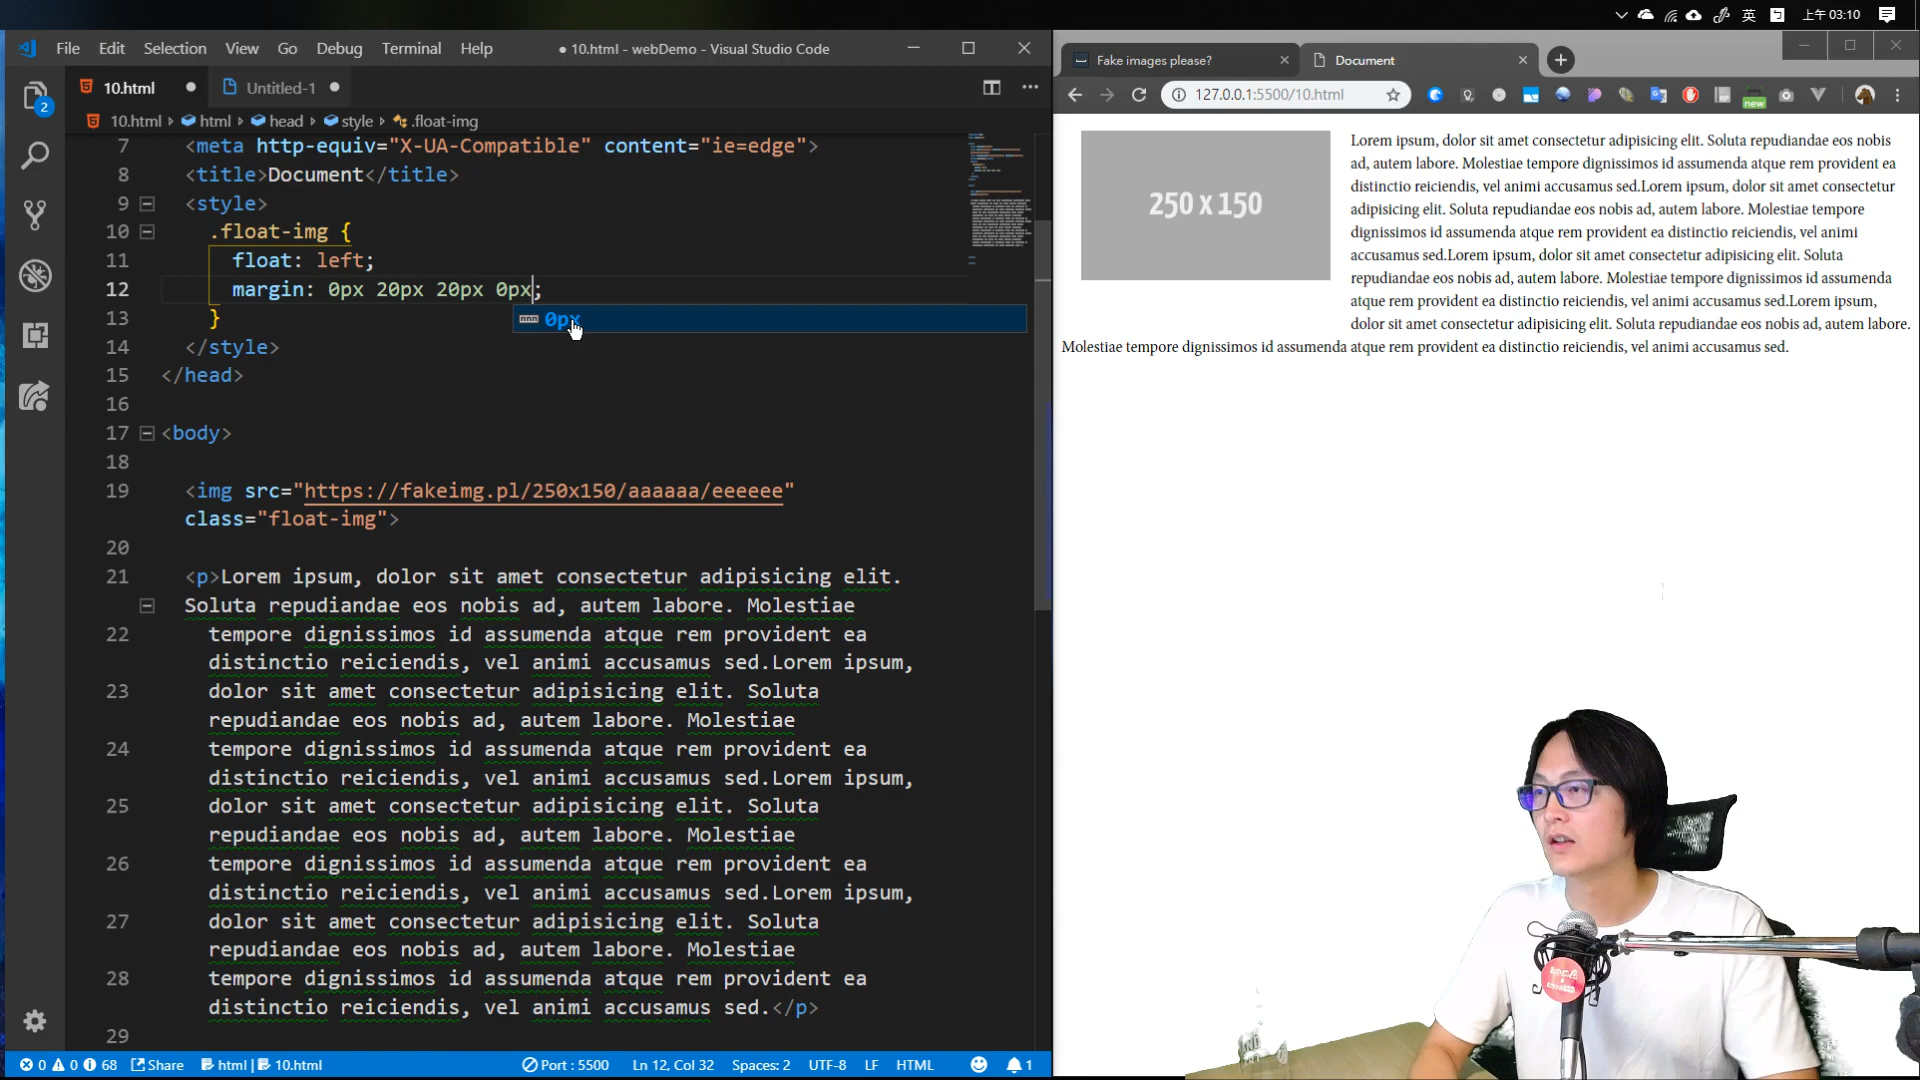 上午 03:10
英
File Edit Selection View Go Debug Terminal Help
● 10.html - webDemo - Visual Studio Code
2
10.html ●
Untitled-1 ●
10.html › html › head › style › .float-img
7 <meta http-equiv="X-UA-Compatible" content="ie=edge">
8 <title>Document</title>
9 <style>
10 .float-img {
11 float: left;
12 margin: 0px 20px 20px 0px;
0px
13 }
14 </style>
15 </head>
16
17 <body>
18
19 <img src="https://fakeimg.pl/250x150/aaaaaa/eeeeee"
class="float-img">
20
21 <p>Lorem ipsum, dolor sit amet consectetur adipisicing elit.
Soluta repudiandae eos nobis ad, autem labore. Molestiae
22 tempore dignissimos id assumenda atque rem provident ea
distinctio reiciendis, vel animi accusamus sed.Lorem ipsum,
23 dolor sit amet consectetur adipisicing elit. Soluta
repudiandae eos nobis ad, autem labore. Molestiae
24 tempore dignissimos id assumenda atque rem provident ea
distinctio reiciendis, vel animi accusamus sed.Lorem ipsum,
25 dolor sit amet consectetur adipisicing elit. Soluta
repudiandae eos nobis ad, autem labore. Molestiae
26 tempore dignissimos id assumenda atque rem provident ea
distinctio reiciendis, vel animi accusamus sed.Lorem ipsum,
27 dolor sit amet consectetur adipisicing elit. Soluta
repudiandae eos nobis ad, autem labore. Molestiae
28 tempore dignissimos id assumenda atque rem provident ea
distinctio reiciendis, vel animi accusamus sed.</p>
29
0 0 68 Share html | 10.html Port : 5500 Ln 12, Col 32 Spaces: 2 UTF-8 LF HTML 1
Fake images please?
Document
127.0.0.1:5500/10.html
new
250 x 150
Lorem ipsum, dolor sit amet consectetur adipisicing elit. Soluta repudiandae eos nobis
ad, autem labore. Molestiae tempore dignissimos id assumenda atque rem provident ea
distinctio reiciendis, vel animi accusamus sed.Lorem ipsum, dolor sit amet consectetur
adipisicing elit. Soluta repudiandae eos nobis ad, autem labore. Molestiae tempore
dignissimos id assumenda atque rem provident ea distinctio reiciendis, vel animi
accusamus sed.Lorem ipsum, dolor sit amet consectetur adipisicing elit. Soluta
repudiandae eos nobis ad, autem labore. Molestiae tempore dignissimos id assumenda
atque rem provident ea distinctio reiciendis, vel animi accusamus sed.Lorem ipsum,
dolor sit amet consectetur adipisicing elit. Soluta repudiandae eos nobis ad, autem labore.
Molestiae tempore dignissimos id assumenda atque rem provident ea distinctio reiciendis, vel animi accusamus sed.